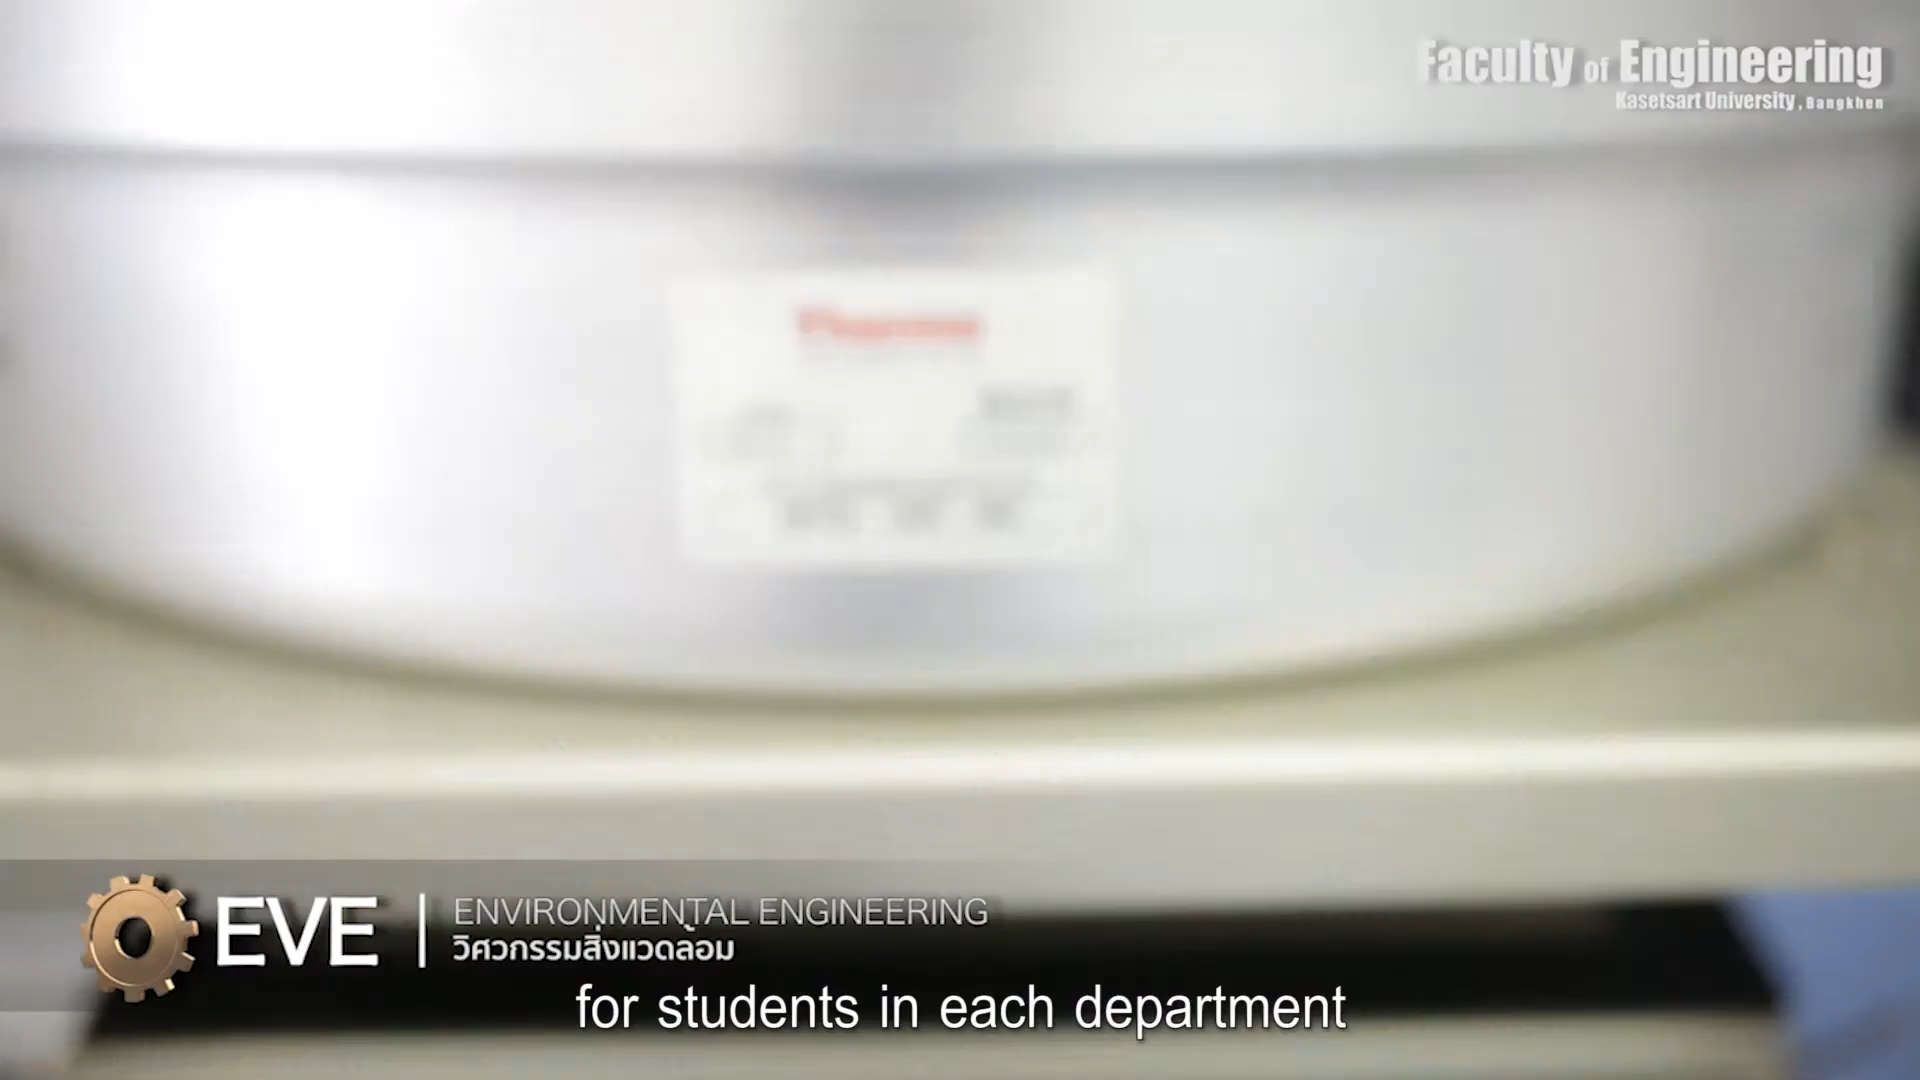 Faculty of Engineering
Kasetsart University, Bangkhen
EVE
ENVIRONMENTAL ENGINEERING
วิศวกรรมสิ่งแวดล้อม
for students in each department